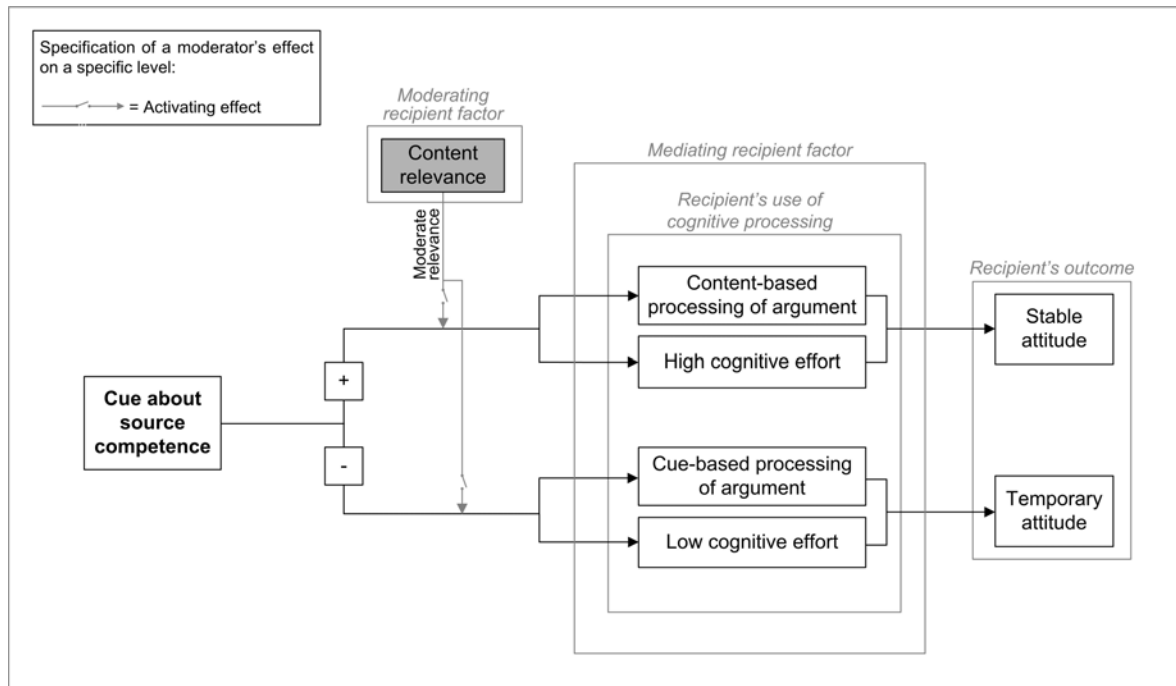 Specification of a moderator's effect
on a specific level:
= Activating effect
Moderating
recipient factor
Content
relevance
Moderate
relevance
Mediating recipient factor
Recipient's use of
cognitive processing
Content-based
processing of argument
High cognitive effort
Cue-based processing
of argument
Low cognitive effort
Recipient's outcome
Stable
attitude
Temporary
attitude
Cue about
source
competence
+
-